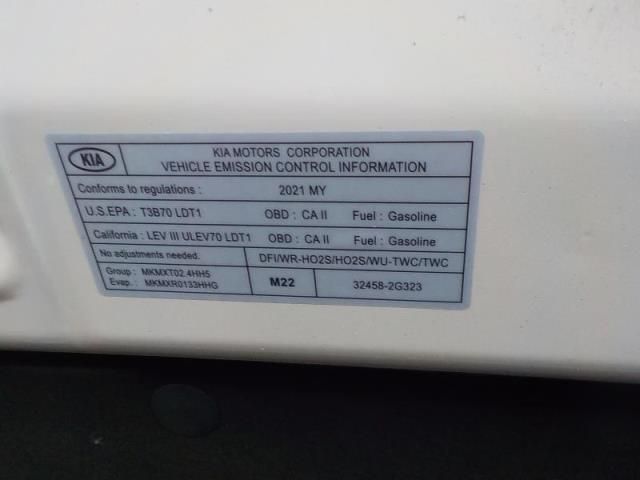 KIA
KIA MOTORS CORPORATION
VEHICLE EMISSION CONTROL INFORMATION
Conforms to regulations : 2021 MY
U.S.EPA : T3B70 LDT1 OBD : CA II Fuel : Gasoline
California : LEV III ULEV70 LDT1 OBD : CA II Fuel : Gasoline
No adjustments needed. DFI/WR-HO2S/HO2S/WU-TWC/TWC
Group : MKMXT02.4HH5
Evap. : MKMXR0133HHG
M22 32458-2G323